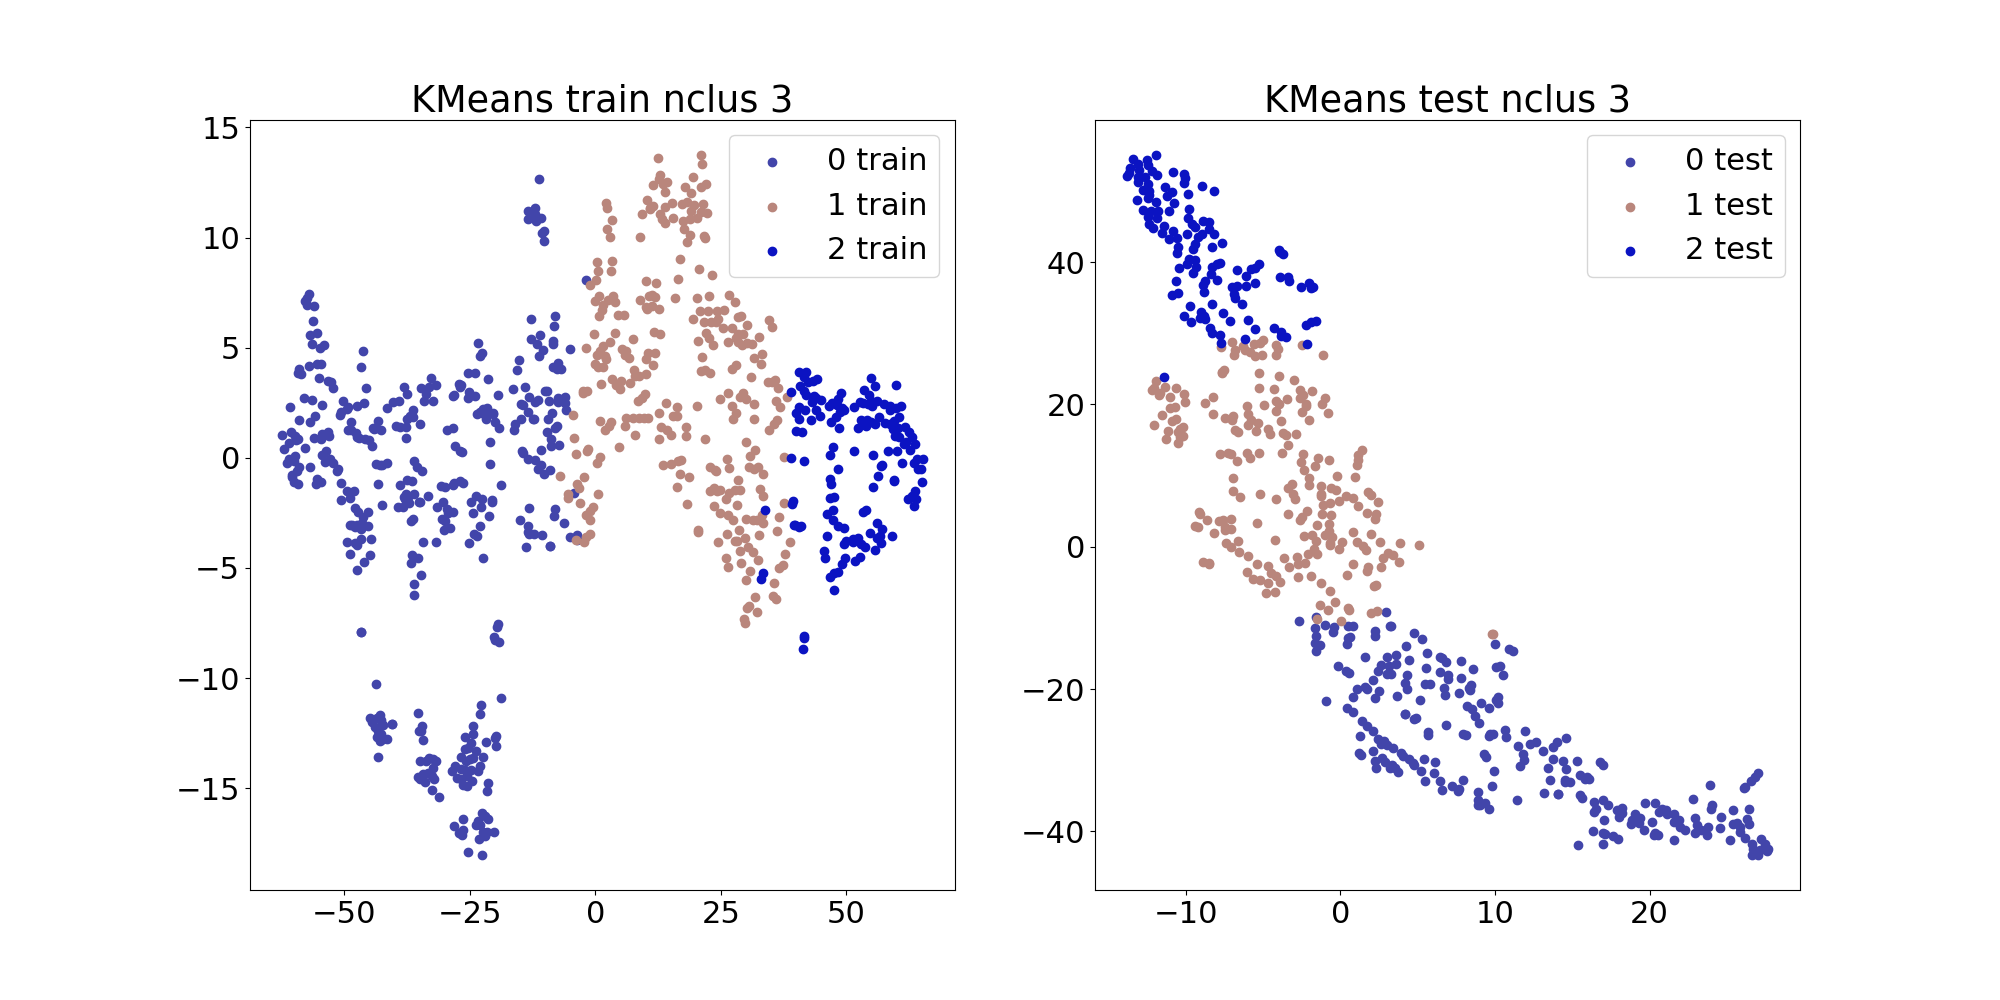 KMeans train nclus 3
15
10
5
0
−5
−10
−15
−50 −25 0 25 50
0 train
1 train
2 train
KMeans test nclus 3
40
20
0
−20
−40
−10 0 10 20
0 test
1 test
2 test